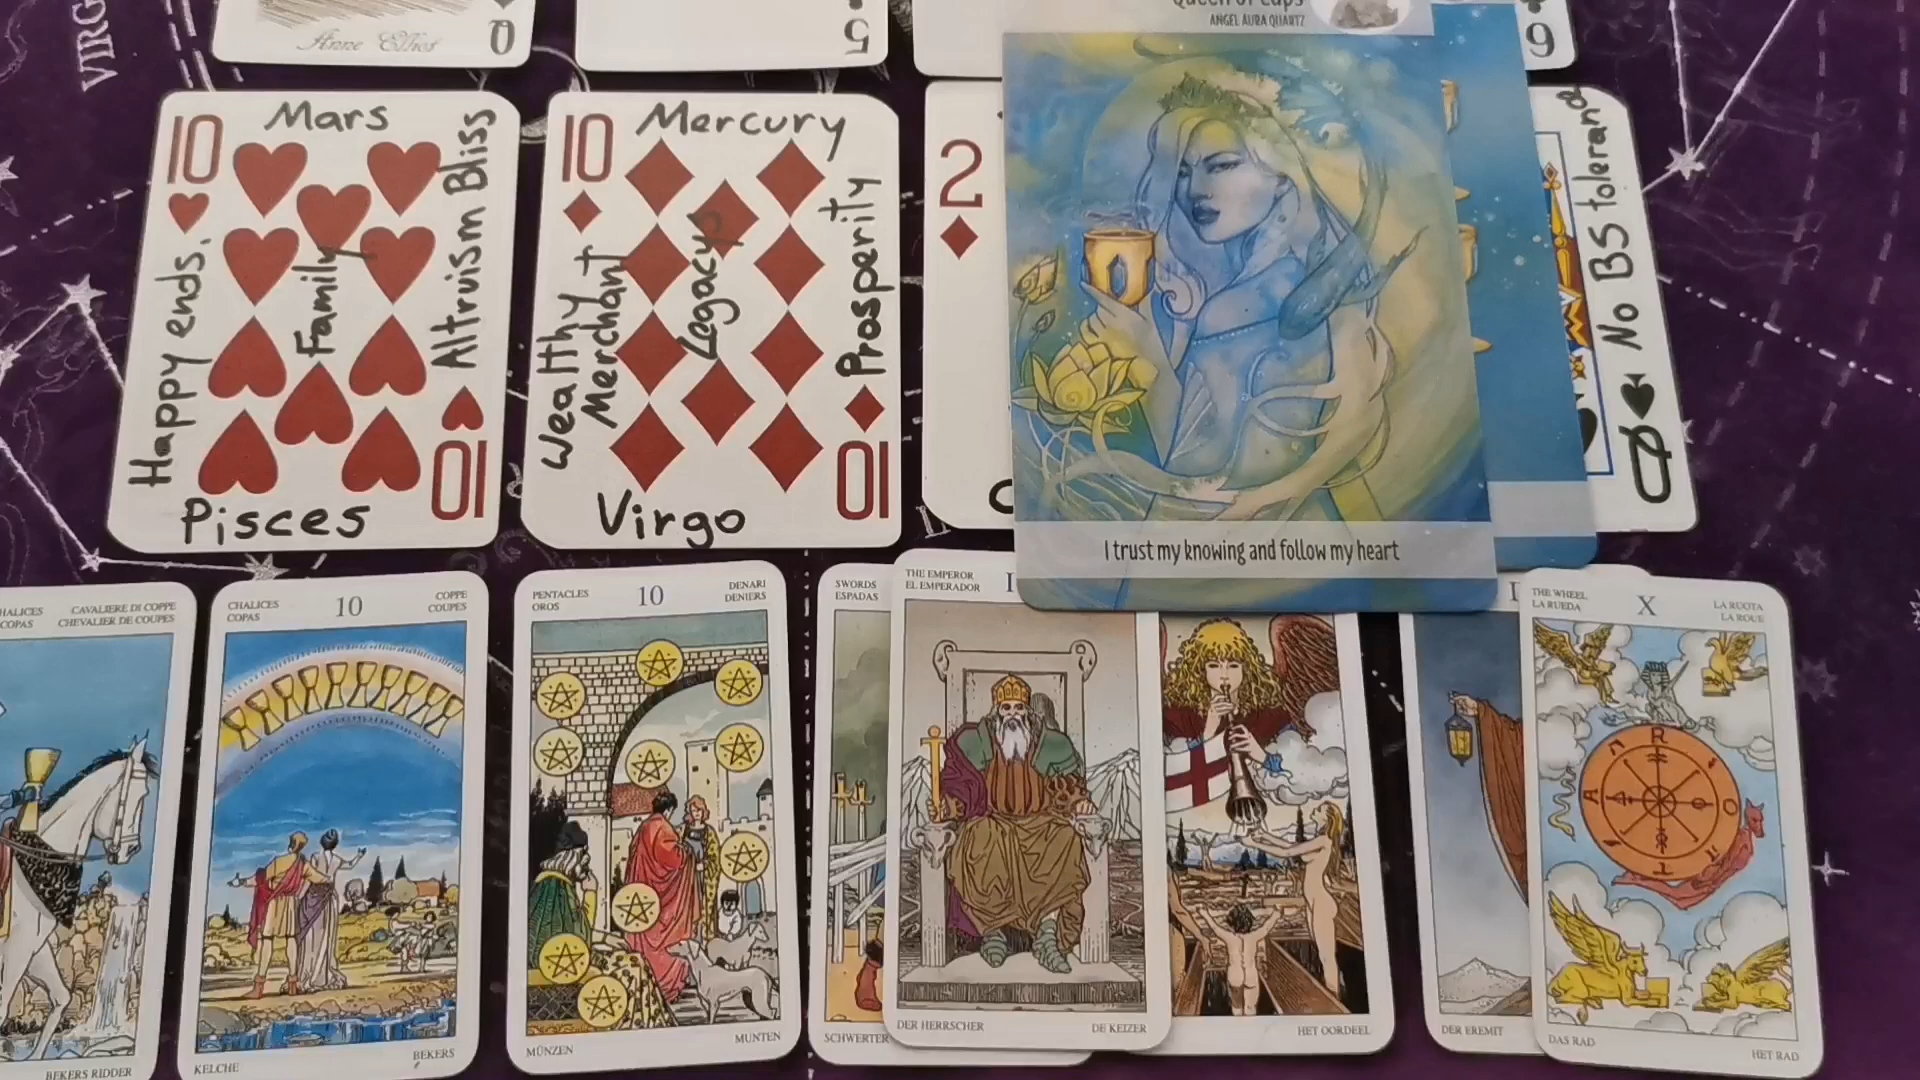 VIRG
Anne Elliot
Q
5
6
Queen of Cups
ANGEL AURA QUARTZ
I trust my knowing and follow my heart
10
Mars
Happy ends.
Family
Altruism Bliss
Pisces
10
10
Mercury
Wealthy
Merchant
Legacy
Prosperity
Virgo
10
2
No BS tolerance
Q
CAVALIERE DI COPPE
CHEVALIER DE COUPES
BEKERS RIDDER
CHALICES
COPAS
10
COPPE
COUPES
KELCHE
BEKERS
PENTACLES
OROS
10
DENARI
DENIERS
MÜNZEN
MUNTEN
SWORDS
ESPADAS
SCHWERTER
THE EMPEROR
EL EMPERADOR
DER HERRSCHER
DE KEIZER
HET OORDEEL
DER EREMIT
THE WHEEL
LA RUEDA
X
LA RUOTA
LA ROUE
DAS RAD
HET RAD